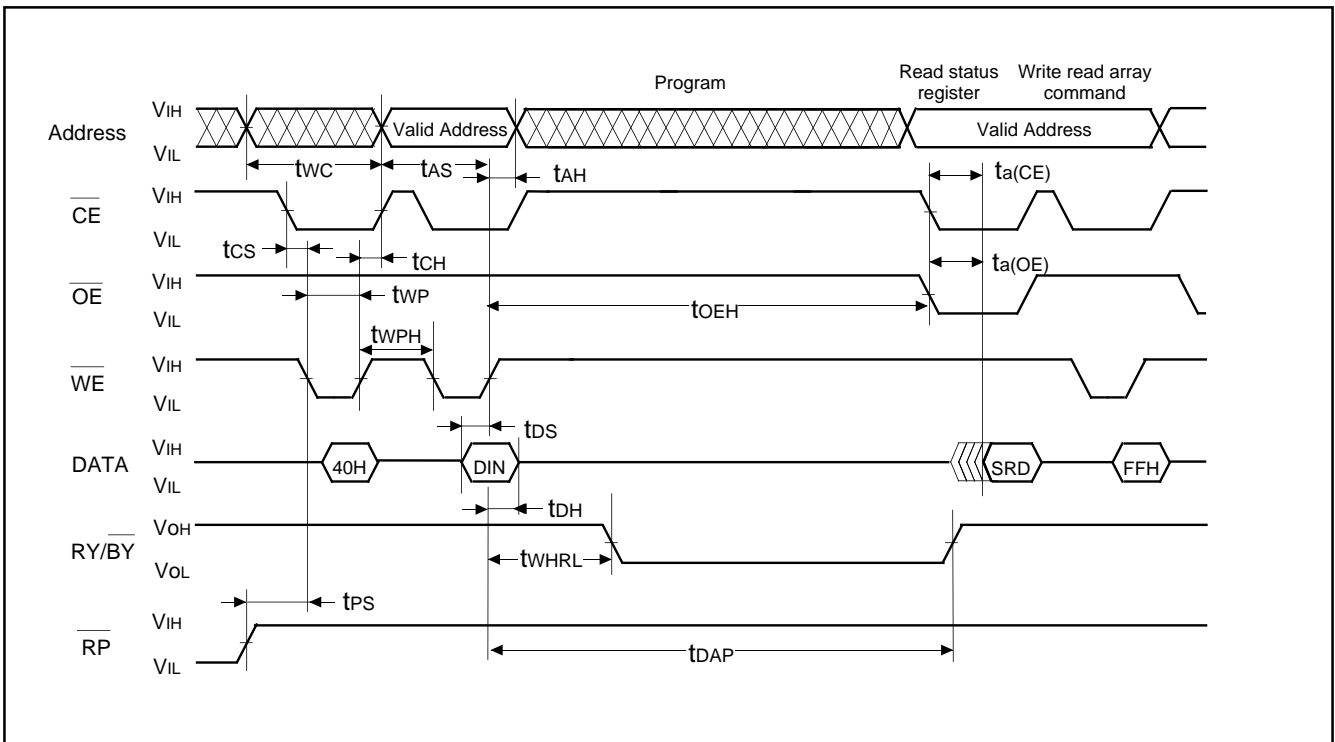 Program
Read status register
Write read array command
Address
VIH
VIL
Valid Address
Valid Address
tWC
tAS
tAH
ta(CE)
CE
VIH
VIL
tCS
tCH
ta(OE)
OE
VIH
VIL
tWP
tOEH
tWPH
WE
VIH
VIL
tDS
DATA
VIH
VIL
40H
DIN
SRD
FFH
tDH
RY/BY
VOH
VOL
tWHRL
tPS
RP
VIH
VIL
tDAP